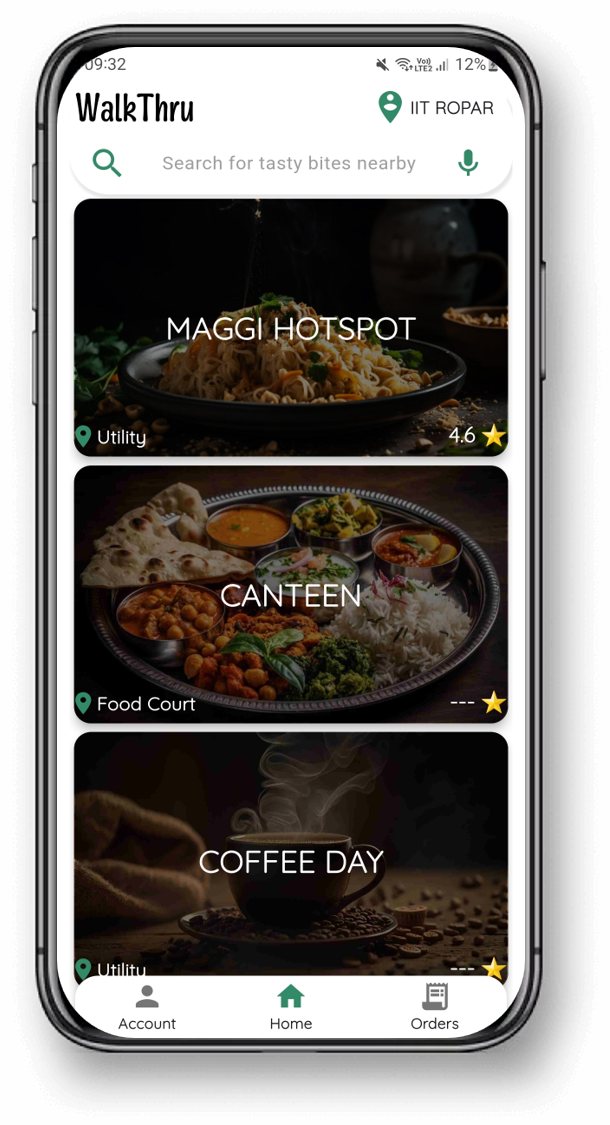 09:32 Vo)) LTE2 12%
WalkThru
IIT ROPAR
Search for tasty bites nearby
MAGGI HOTSPOT
Utility 4.6
CANTEEN
Food Court ---
COFFEE DAY
Utility ---
Account Home Orders